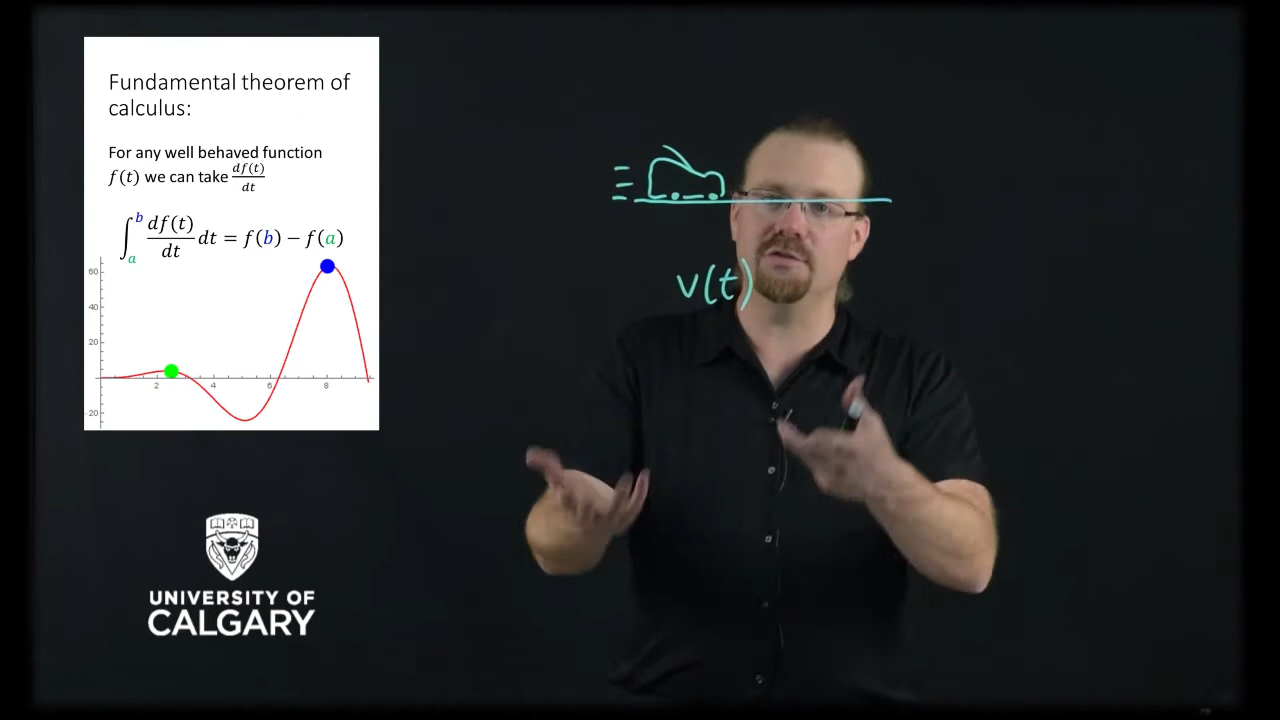 Fundamental theorem of
calculus:
For any well behaved function
f(t) we can take df(t)/dt
∫_a^b df(t)/dt dt = f(b) − f(a)
60
40
20
2 4 6 8
-20
v(t)
UNIVERSITY OF
CALGARY